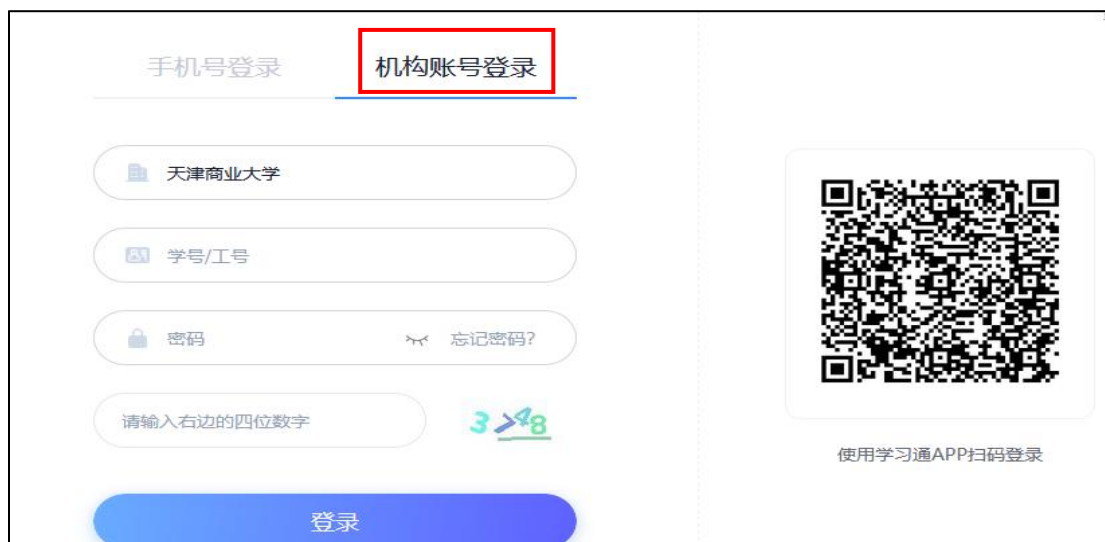 手机号登录 机构账号登录
天津商业大学
学号/工号
密码 忘记密码?
请输入右边的四位数字
登录
使用学习通APP扫码登录